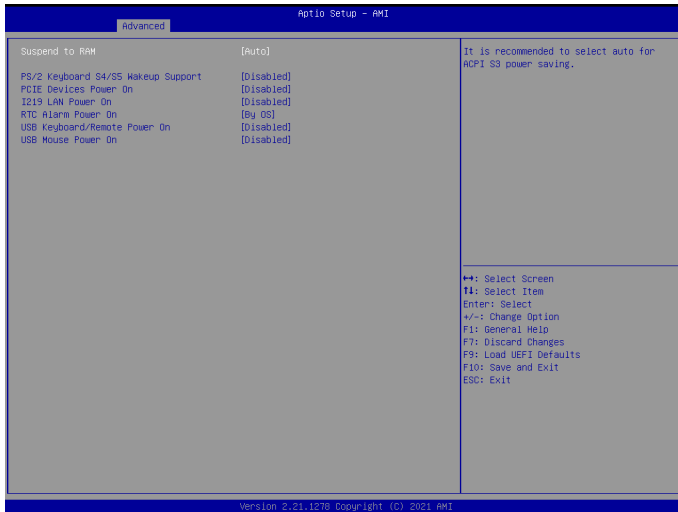 Aptio Setup - AMI
Advanced
Suspend to RAM [Auto]
PS/2 Keyboard S4/S5 Wakeup Support [Disabled]
PCIE Devices Power On [Disabled]
I219 LAN Power On [Disabled]
RTC Alarm Power On [By OS]
USB Keyboard/Remote Power On [Disabled]
USB Mouse Power On [Disabled]
It is recommended to select auto for
ACPI S3 power saving.
↔: Select Screen
↑↓: Select Item
Enter: Select
+/-: Change Option
F1: General Help
F7: Discard Changes
F9: Load UEFI Defaults
F10: Save and Exit
ESC: Exit
Version 2.21.1278 Copyright (C) 2021 AMI